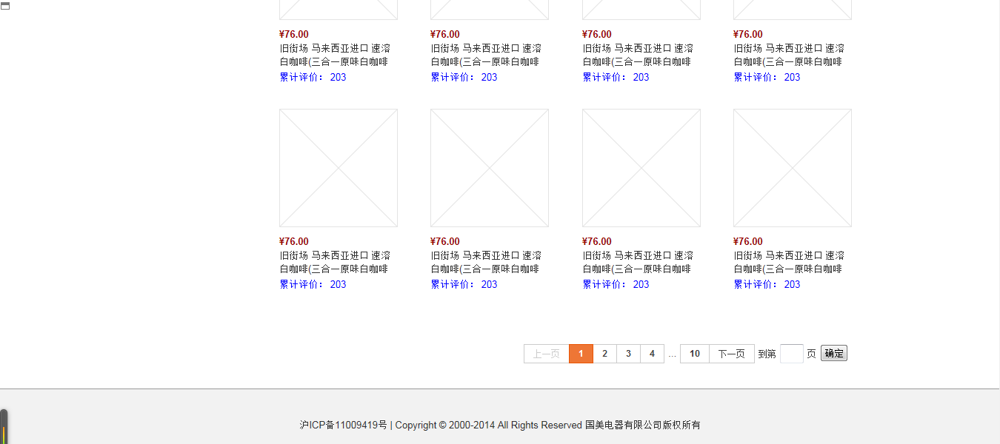 ¥76.00 ¥76.00 ¥76.00 ¥76.00
旧街场 马来西亚进口 速溶 旧街场 马来西亚进口 速溶 旧街场 马来西亚进口 速溶 旧街场 马来西亚进口 速溶
白咖啡(三合一原味白咖啡 白咖啡(三合一原味白咖啡 白咖啡(三合一原味白咖啡 白咖啡(三合一原味白咖啡
累计评价： 203 累计评价： 203 累计评价： 203 累计评价： 203
¥76.00 ¥76.00 ¥76.00 ¥76.00
旧街场 马来西亚进口 速溶 旧街场 马来西亚进口 速溶 旧街场 马来西亚进口 速溶 旧街场 马来西亚进口 速溶
白咖啡(三合一原味白咖啡 白咖啡(三合一原味白咖啡 白咖啡(三合一原味白咖啡 白咖啡(三合一原味白咖啡
累计评价： 203 累计评价： 203 累计评价： 203 累计评价： 203
上一页 1 2 3 4 ... 10 下一页 到第 页 确定
沪ICP备11009419号 | Copyright © 2000-2014 All Rights Reserved 国美电器有限公司版权所有